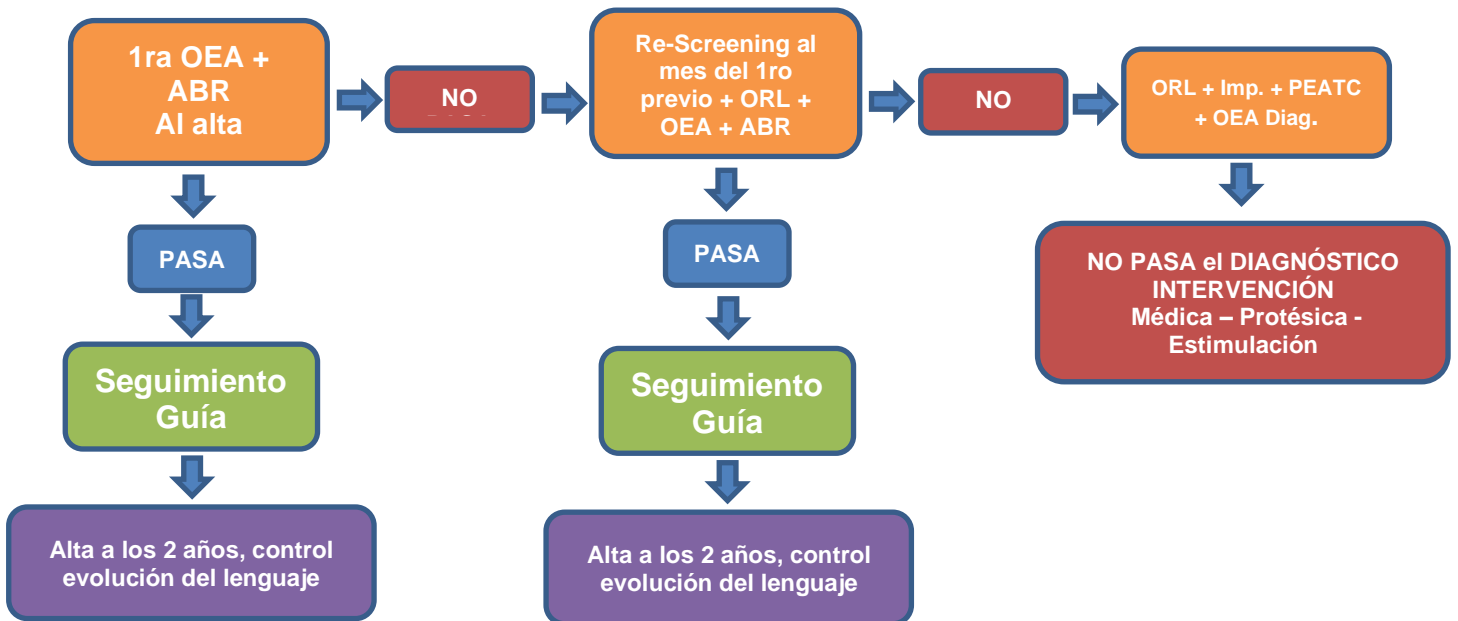 1ra OEA +
ABR
Al alta
NO
Re-Screening al
mes del 1ro
previo + ORL +
OEA + ABR
NO
ORL + Imp. + PEATC
+ OEA Diag.
PASA
PASA
NO PASA el DIAGNÓSTICO
INTERVENCIÓN
Médica – Protésica -
Estimulación
Seguimiento
Guía
Seguimiento
Guía
Alta a los 2 años, control
evolución del lenguaje
Alta a los 2 años, control
evolución del lenguaje